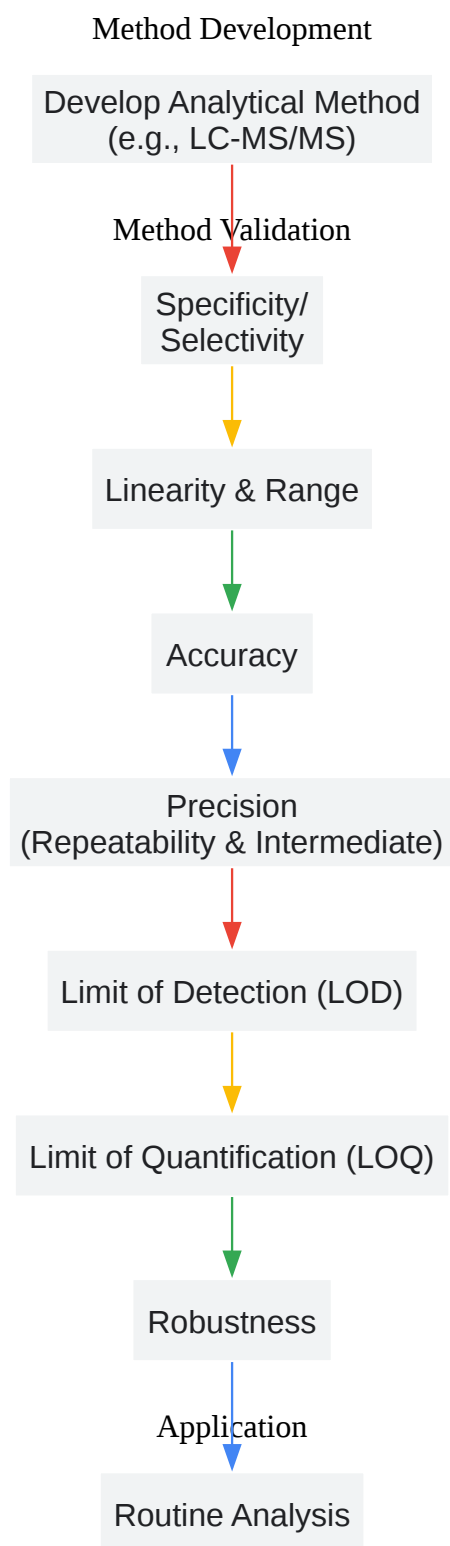 Method Development
Develop Analytical Method
(e.g., LC-MS/MS)
Method Validation
Specificity/
Selectivity
Linearity & Range
Accuracy
Precision
(Repeatability & Intermediate)
Limit of Detection (LOD)
Limit of Quantification (LOQ)
Robustness
Application
Routine Analysis